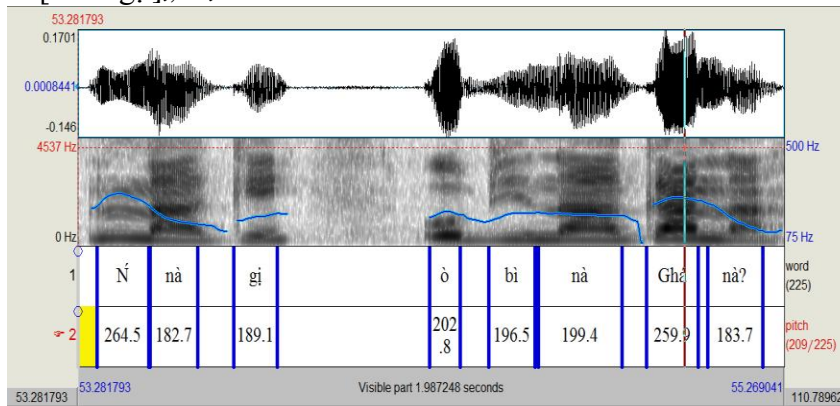 53.281793
0.1701
0.0008441
-0.146
4537 Hz
500 Hz
0 Hz
75 Hz
1 Ń nà gị ò bì nà Ghá nà? word (225)
2 264.5 182.7 189.1 202.8 196.5 199.4 259.9 183.7 pitch (209/225)
53.281793 Visible part 1.987248 seconds 55.269041
53.281793 110.78962